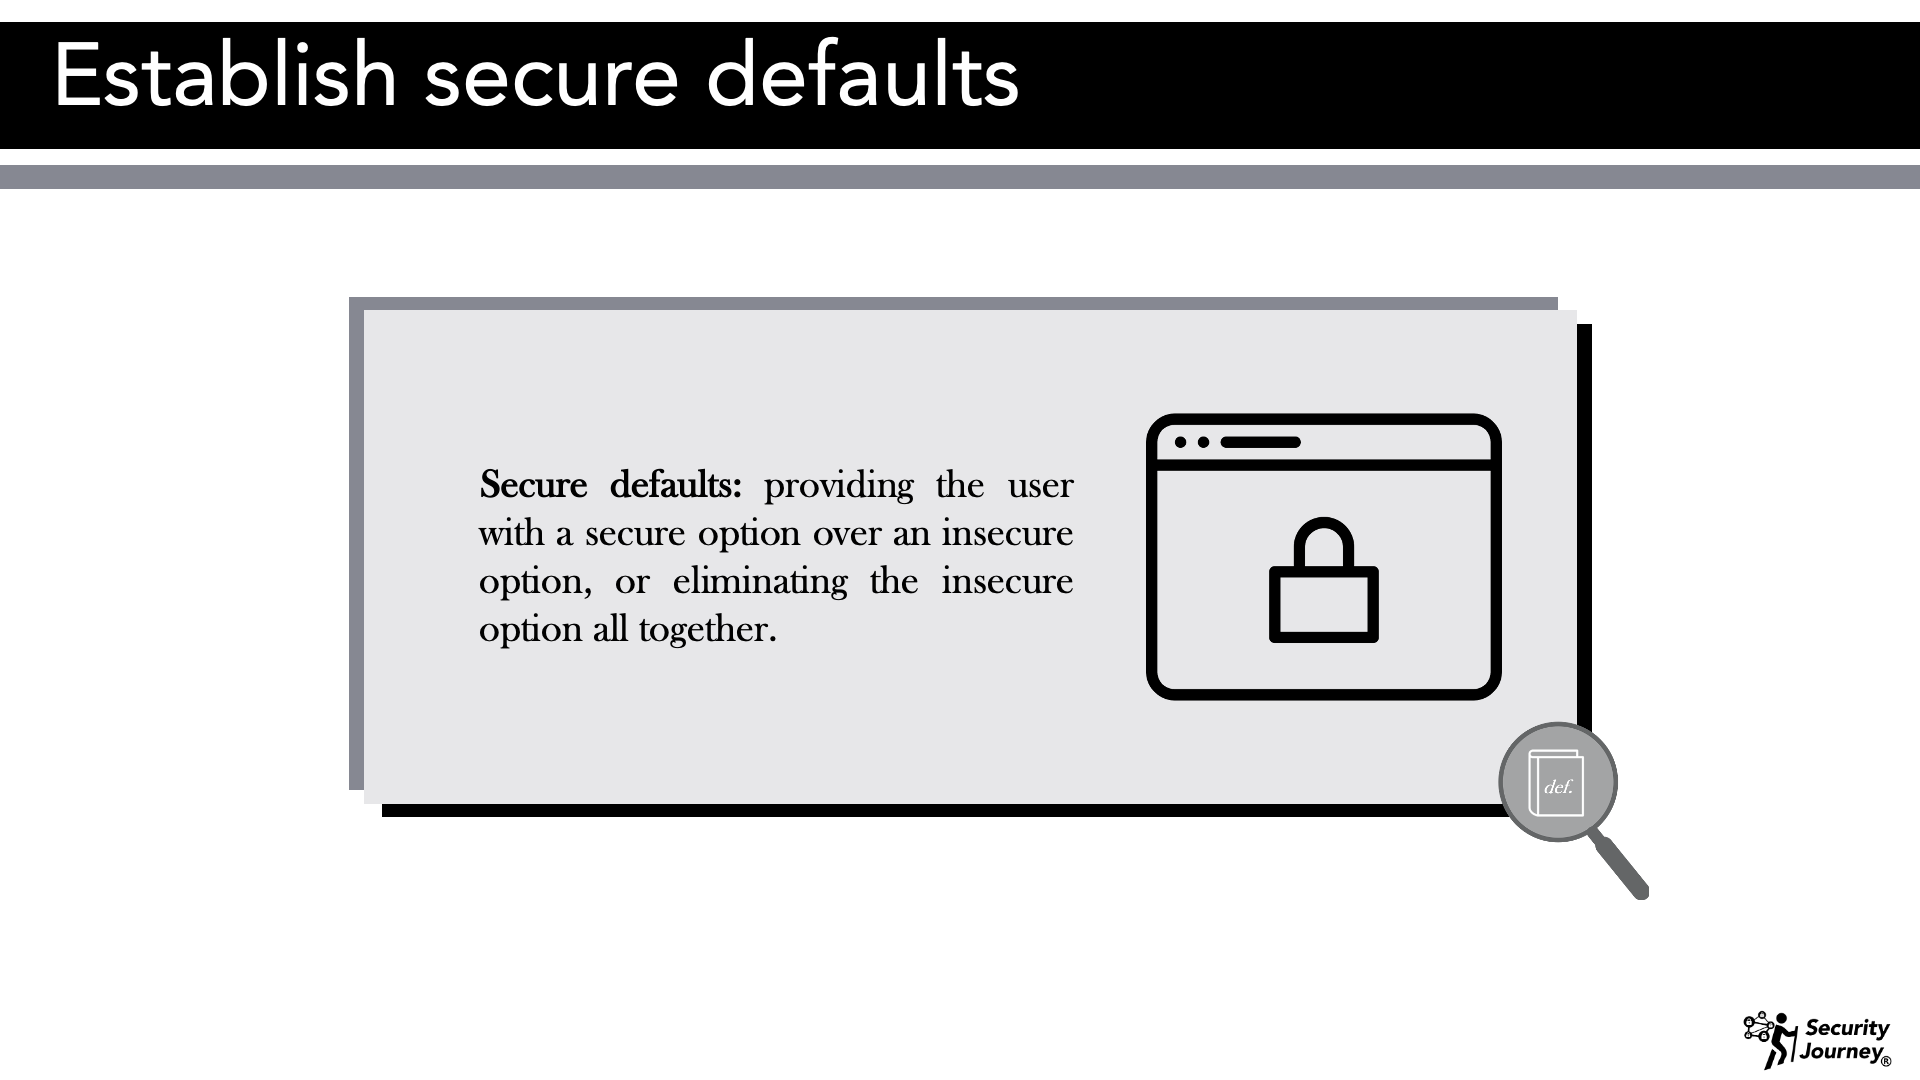 Establish secure defaults
Secure defaults: providing the user
with a secure option over an insecure
option, or eliminating the insecure
option all together.
def.
Security
Journey®